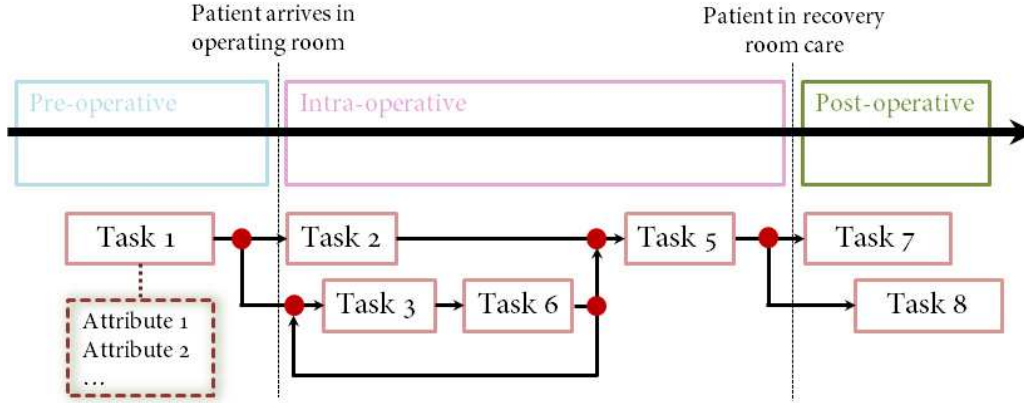 Patient arrives in
operating room
Patient in recovery
room care
Pre-operative
Intra-operative
Post-operative
Task 1
Task 2
Task 5
Task 7
Task 3
Task 6
Task 8
Attribute 1
Attribute 2
...